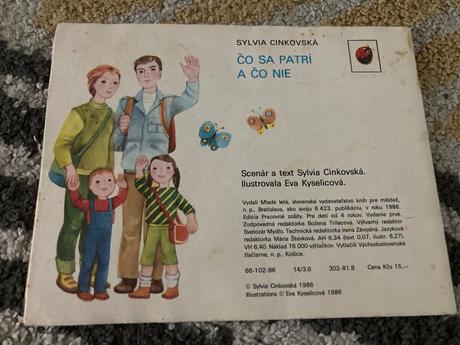 SYLVIA CINKOVSKÁ
ČO SA PATRÍ
A ČO NIE
Scenár a text Sylvia Cinkovská.
Ilustrovala Eva Kyselicová.
Vydali Mladé letá, slovenské vydavateľstvo kníh pre mládež,
n. p., Bratislava, ako svoju 6 423. publikáciu, v roku 1986.
Edícia Pracovné zošity. Pre deti od 4 rokov. Vydanie prvé.
Zodpovedná redaktorka Božena Trilecová. Výtvarný redaktor
Svetozár Mydlo. Technická redaktorka Irena Závodná. Jazyková
redaktorka Mária Števková. AH 6,34 (text 0,07, ilustr. 6,27).
VH 6,40. Náklad 76 000 výtlačkov. Vytlačili Východoslovenské
tlačiarne, n. p., Košice.
66-102-86 14/3.6 302-81.8 Cena Kčs 15,—
© Sylvia Cinkovská 1986
Illustrations © Eva Kyselicová 1986